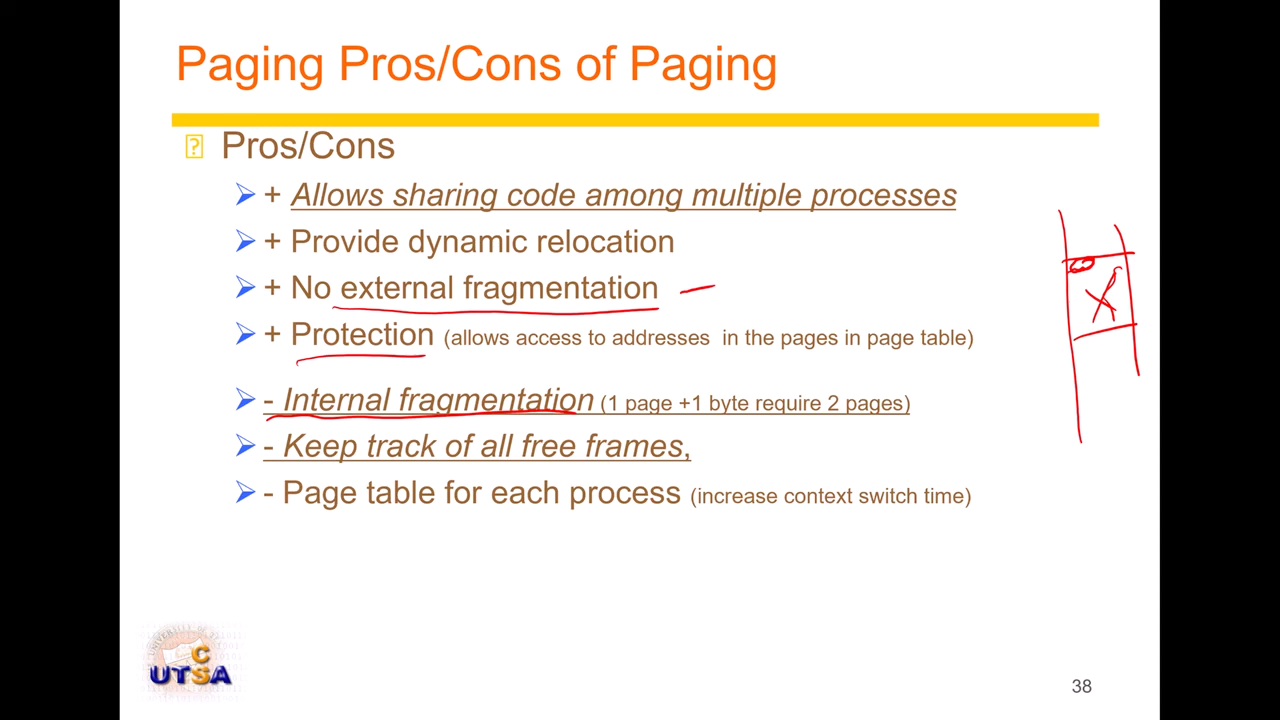 Paging Pros/Cons of Paging
Pros/Cons
+ Allows sharing code among multiple processes
+ Provide dynamic relocation
+ No external fragmentation
+ Protection (allows access to addresses in the pages in page table)
- Internal fragmentation (1 page +1 byte require 2 pages)
- Keep track of all free frames,
- Page table for each process (increase context switch time)
CS
UTSA
38